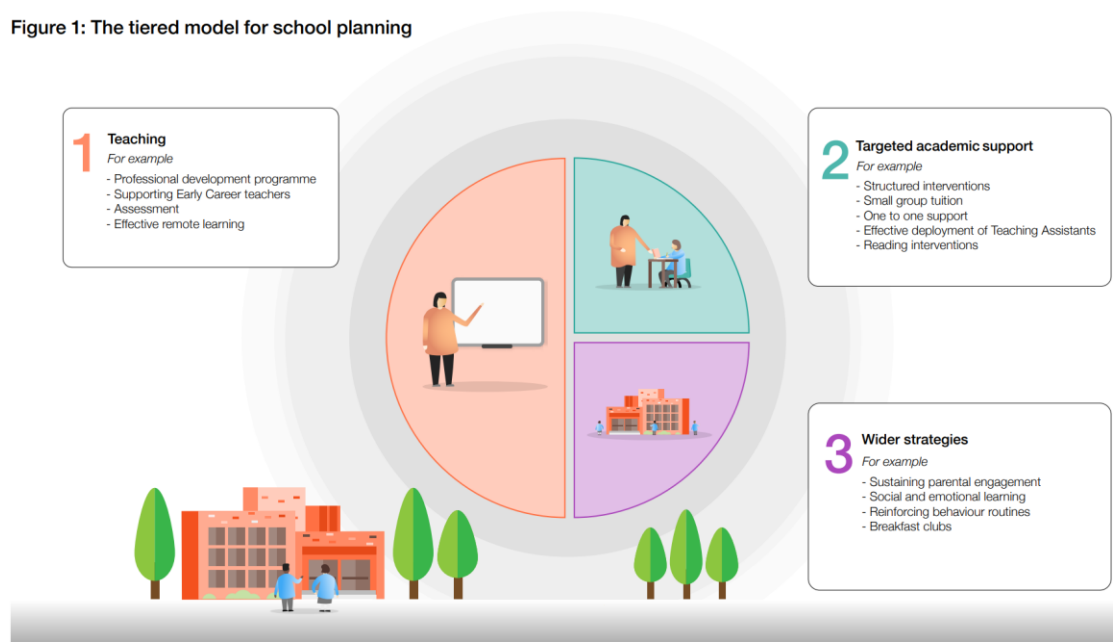 Figure 1: The tiered model for school planning
1
Teaching
For example
- Professional development programme
- Supporting Early Career teachers
- Assessment
- Effective remote learning
2
Targeted academic support
For example
- Structured interventions
- Small group tuition
- One to one support
- Effective deployment of Teaching Assistants
- Reading interventions
3
Wider strategies
For example
- Sustaining parental engagement
- Social and emotional learning
- Reinforcing behaviour routines
- Breakfast clubs